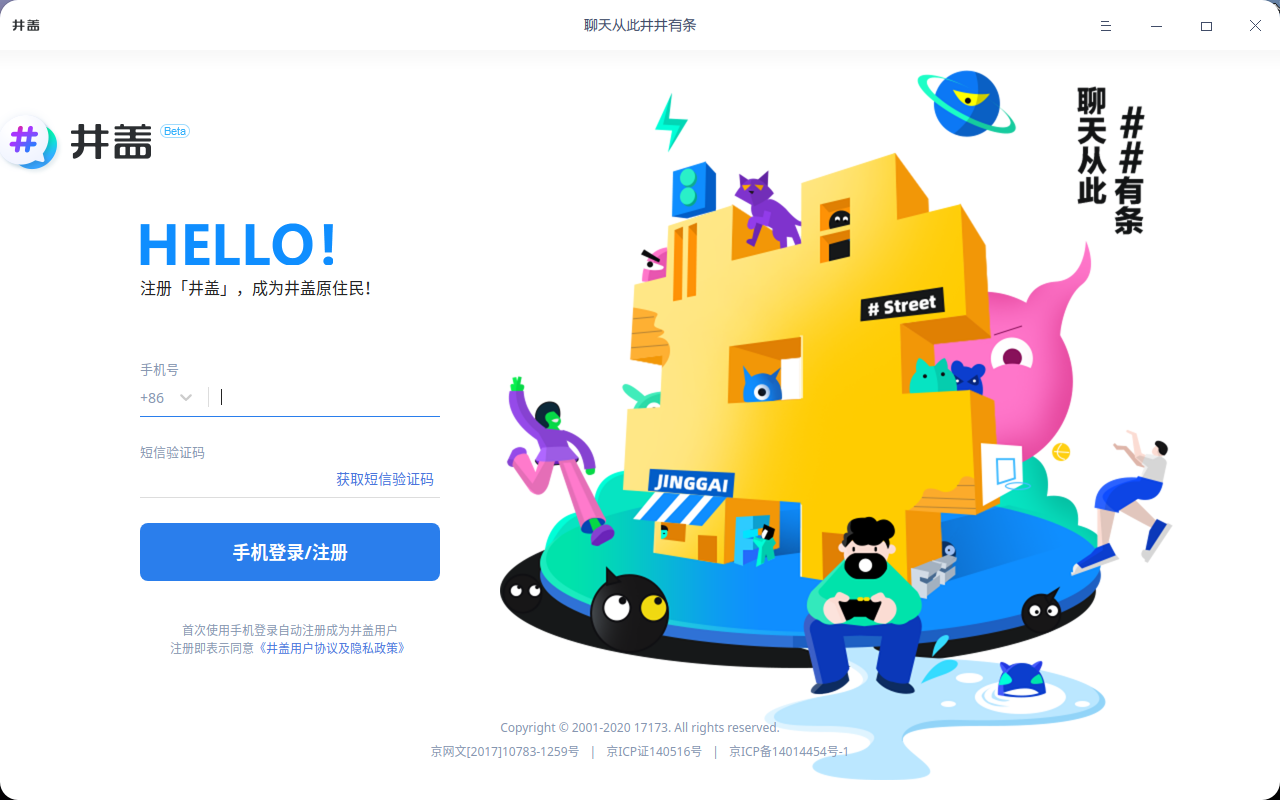 井盖
聊天从此井井有条
井盖 Beta
聊天从此
##有条
HELLO!
注册「井盖」，成为井盖原住民!
# Street
手机号
+86
短信验证码
获取短信验证码
JINGGAI
手机登录/注册
首次使用手机登录自动注册成为井盖用户
注册即表示同意《井盖用户协议及隐私政策》
Copyright © 2001-2020 17173. All rights reserved.
京网文[2017]10783-1259号 | 京ICP证140516号 | 京ICP备14014454号-1